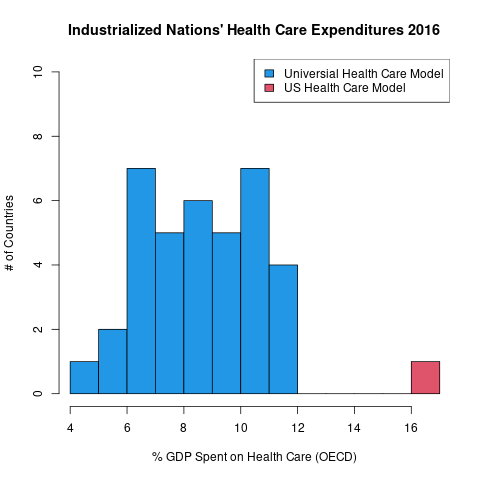 Industrialized Nations' Health Care Expenditures 2016
Universial Health Care Model
US Health Care Model
# of Countries
10
8
6
4
2
0
4 6 8 10 12 14 16
% GDP Spent on Health Care (OECD)